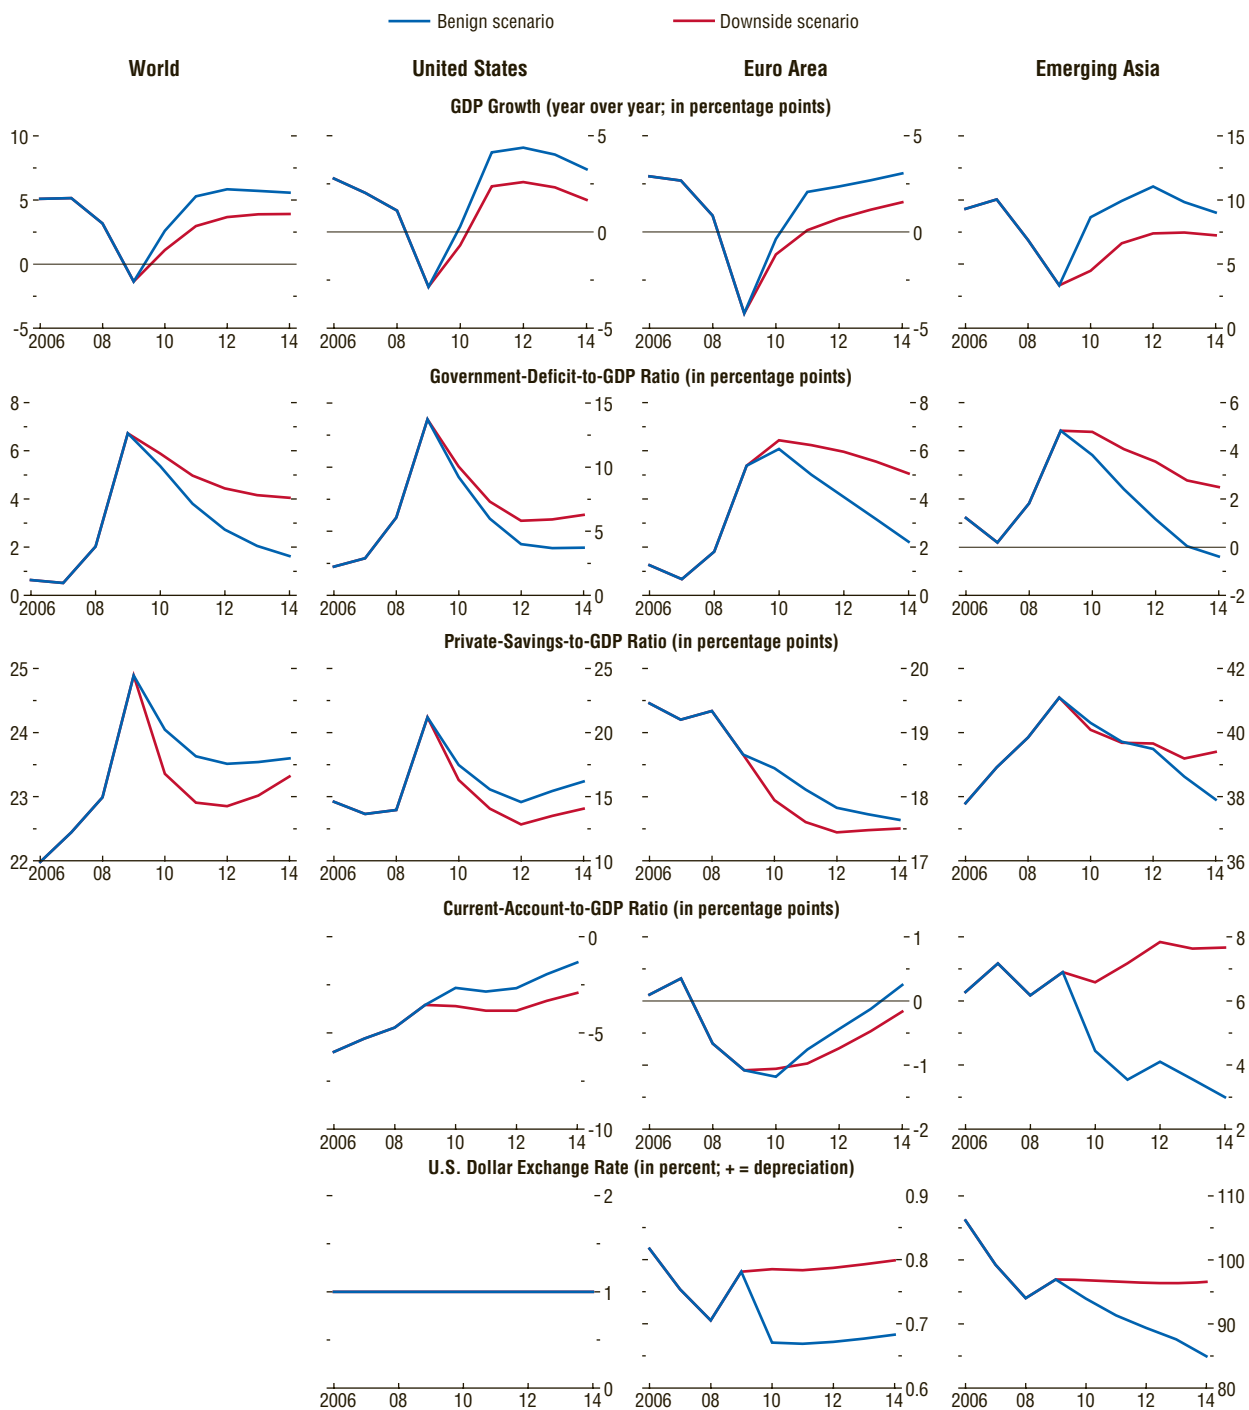 Benign scenario Downside scenario
World United States Euro Area Emerging Asia
GDP Growth (year over year; in percentage points)
10 5 5 15
5 0 0 10
0 5
-5 -5 -5 0
2006 08 10 12 14 2006 08 10 12 14 2006 08 10 12 14 2006 08 10 12 14
Government-Deficit-to-GDP Ratio (in percentage points)
8 15 8 6
6 10 6 4
4 4 2
2 5 2 0
0 0 0 -2
2006 08 10 12 14 2006 08 10 12 14 2006 08 10 12 14 2006 08 10 12 14
Private-Savings-to-GDP Ratio (in percentage points)
25 25 20 42
24 20 19 40
23 15 18 38
22 10 17 36
2006 08 10 12 14 2006 08 10 12 14 2006 08 10 12 14 2006 08 10 12 14
Current-Account-to-GDP Ratio (in percentage points)
0 1 8
0 6
-5 -1 4
-10 -2 2
2006 08 10 12 14 2006 08 10 12 14 2006 08 10 12 14
U.S. Dollar Exchange Rate (in percent; + = depreciation)
2 0.9 110
0.8 100
1 0.7 90
0 0.6 80
2006 08 10 12 14 2006 08 10 12 14 2006 08 10 12 14